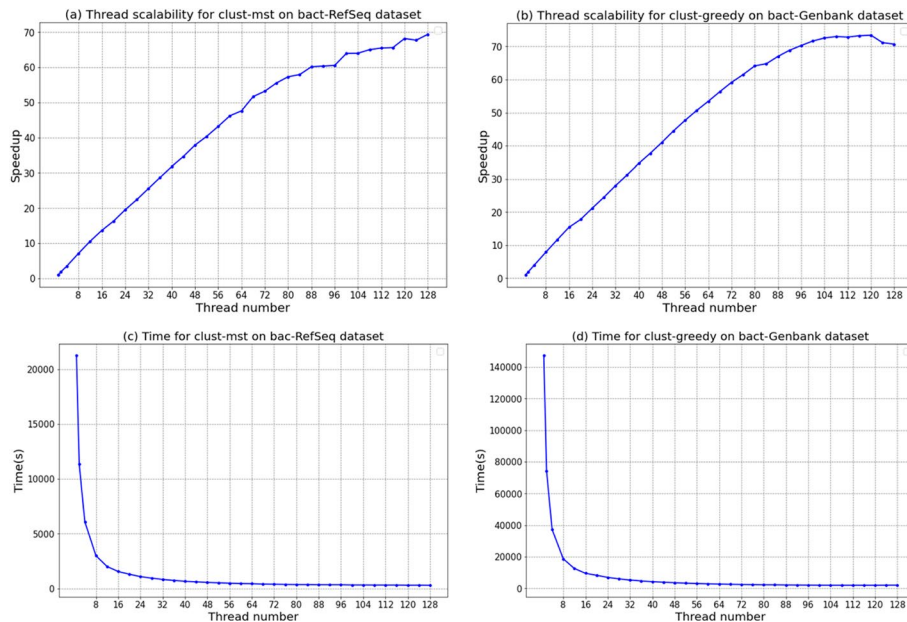 (a) Thread scalability for clust-mst on bact-RefSeq dataset
70
60
50
40
30
20
10
0
Speedup
8 16 24 32 40 48 56 64 72 80 88 96 104 112 120 128
Thread number
(b) Thread scalability for clust-greedy on bact-Genbank dataset
70
60
50
40
30
20
10
0
Speedup
8 16 24 32 40 48 56 64 72 80 88 96 104 112 120 128
Thread number
(c) Time for clust-mst on bac-RefSeq dataset
20000
15000
10000
5000
0
Time(s)
8 16 24 32 40 48 56 64 72 80 88 96 104 112 120 128
Thread number
(d) Time for clust-greedy on bact-Genbank dataset
140000
120000
100000
80000
60000
40000
20000
0
Time(s)
8 16 24 32 40 48 56 64 72 80 88 96 104 112 120 128
Thread number